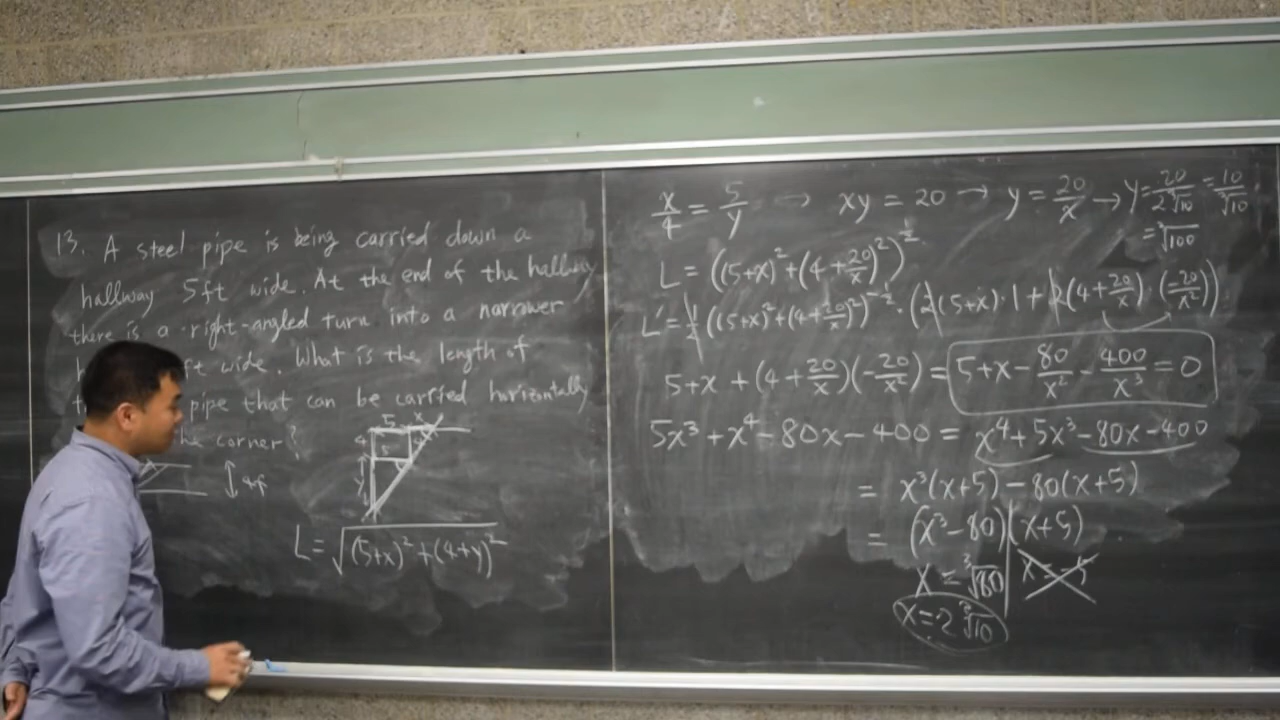 13. A steel pipe is being carried down a
hallway 5ft wide. At the end of the hallway
there is a right-angled turn into a narrower
ft wide. What is the length of
pipe that can be carried horizontally
the corner?
4ft
5 x
4 5
y
L = √((5+x)² + (4+y)²)
x/4 = 5/y → xy = 20 → y = 20/x → y = 20/(2∛10) = 10/∛10
= ∛100
L = ((5+x)² + (4+20/x)²)^(1/2)
L' = 1/2 ((5+x)² + (4+20/x)²)^(-1/2) · (2(5+x)·1 + 2(4+20/x)·(-20/x²))
5+x + (4+20/x)(-20/x²) = 5+x - 80/x² - 400/x³ = 0
5x³ + x⁴ - 80x - 400 = x⁴ + 5x³ - 80x - 400
= x³(x+5) - 80(x+5)
= (x³-80)(x+5)
x = ∛80 x = -5
x = 2∛10